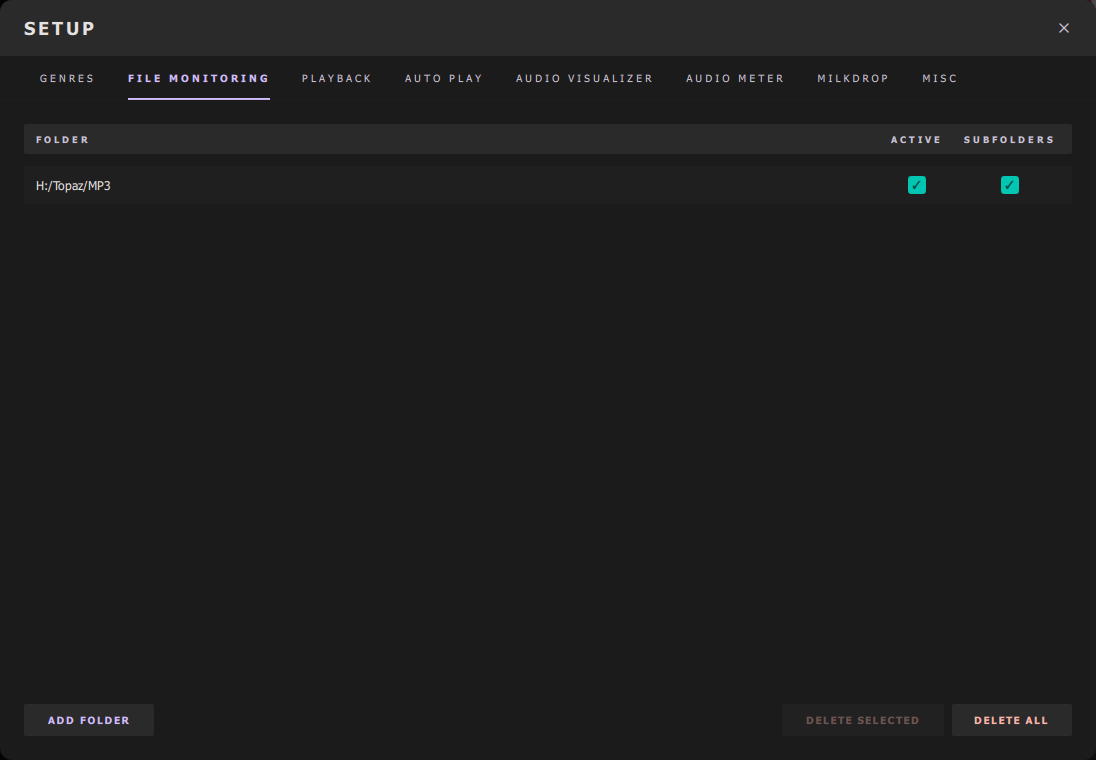 SETUP ×
GENRES FILE MONITORING PLAYBACK AUTO PLAY AUDIO VISUALIZER AUDIO METER MILKDROP MISC
FOLDER ACTIVE SUBFOLDERS
H:/Topaz/MP3 ✓ ✓
ADD FOLDER DELETE SELECTED DELETE ALL